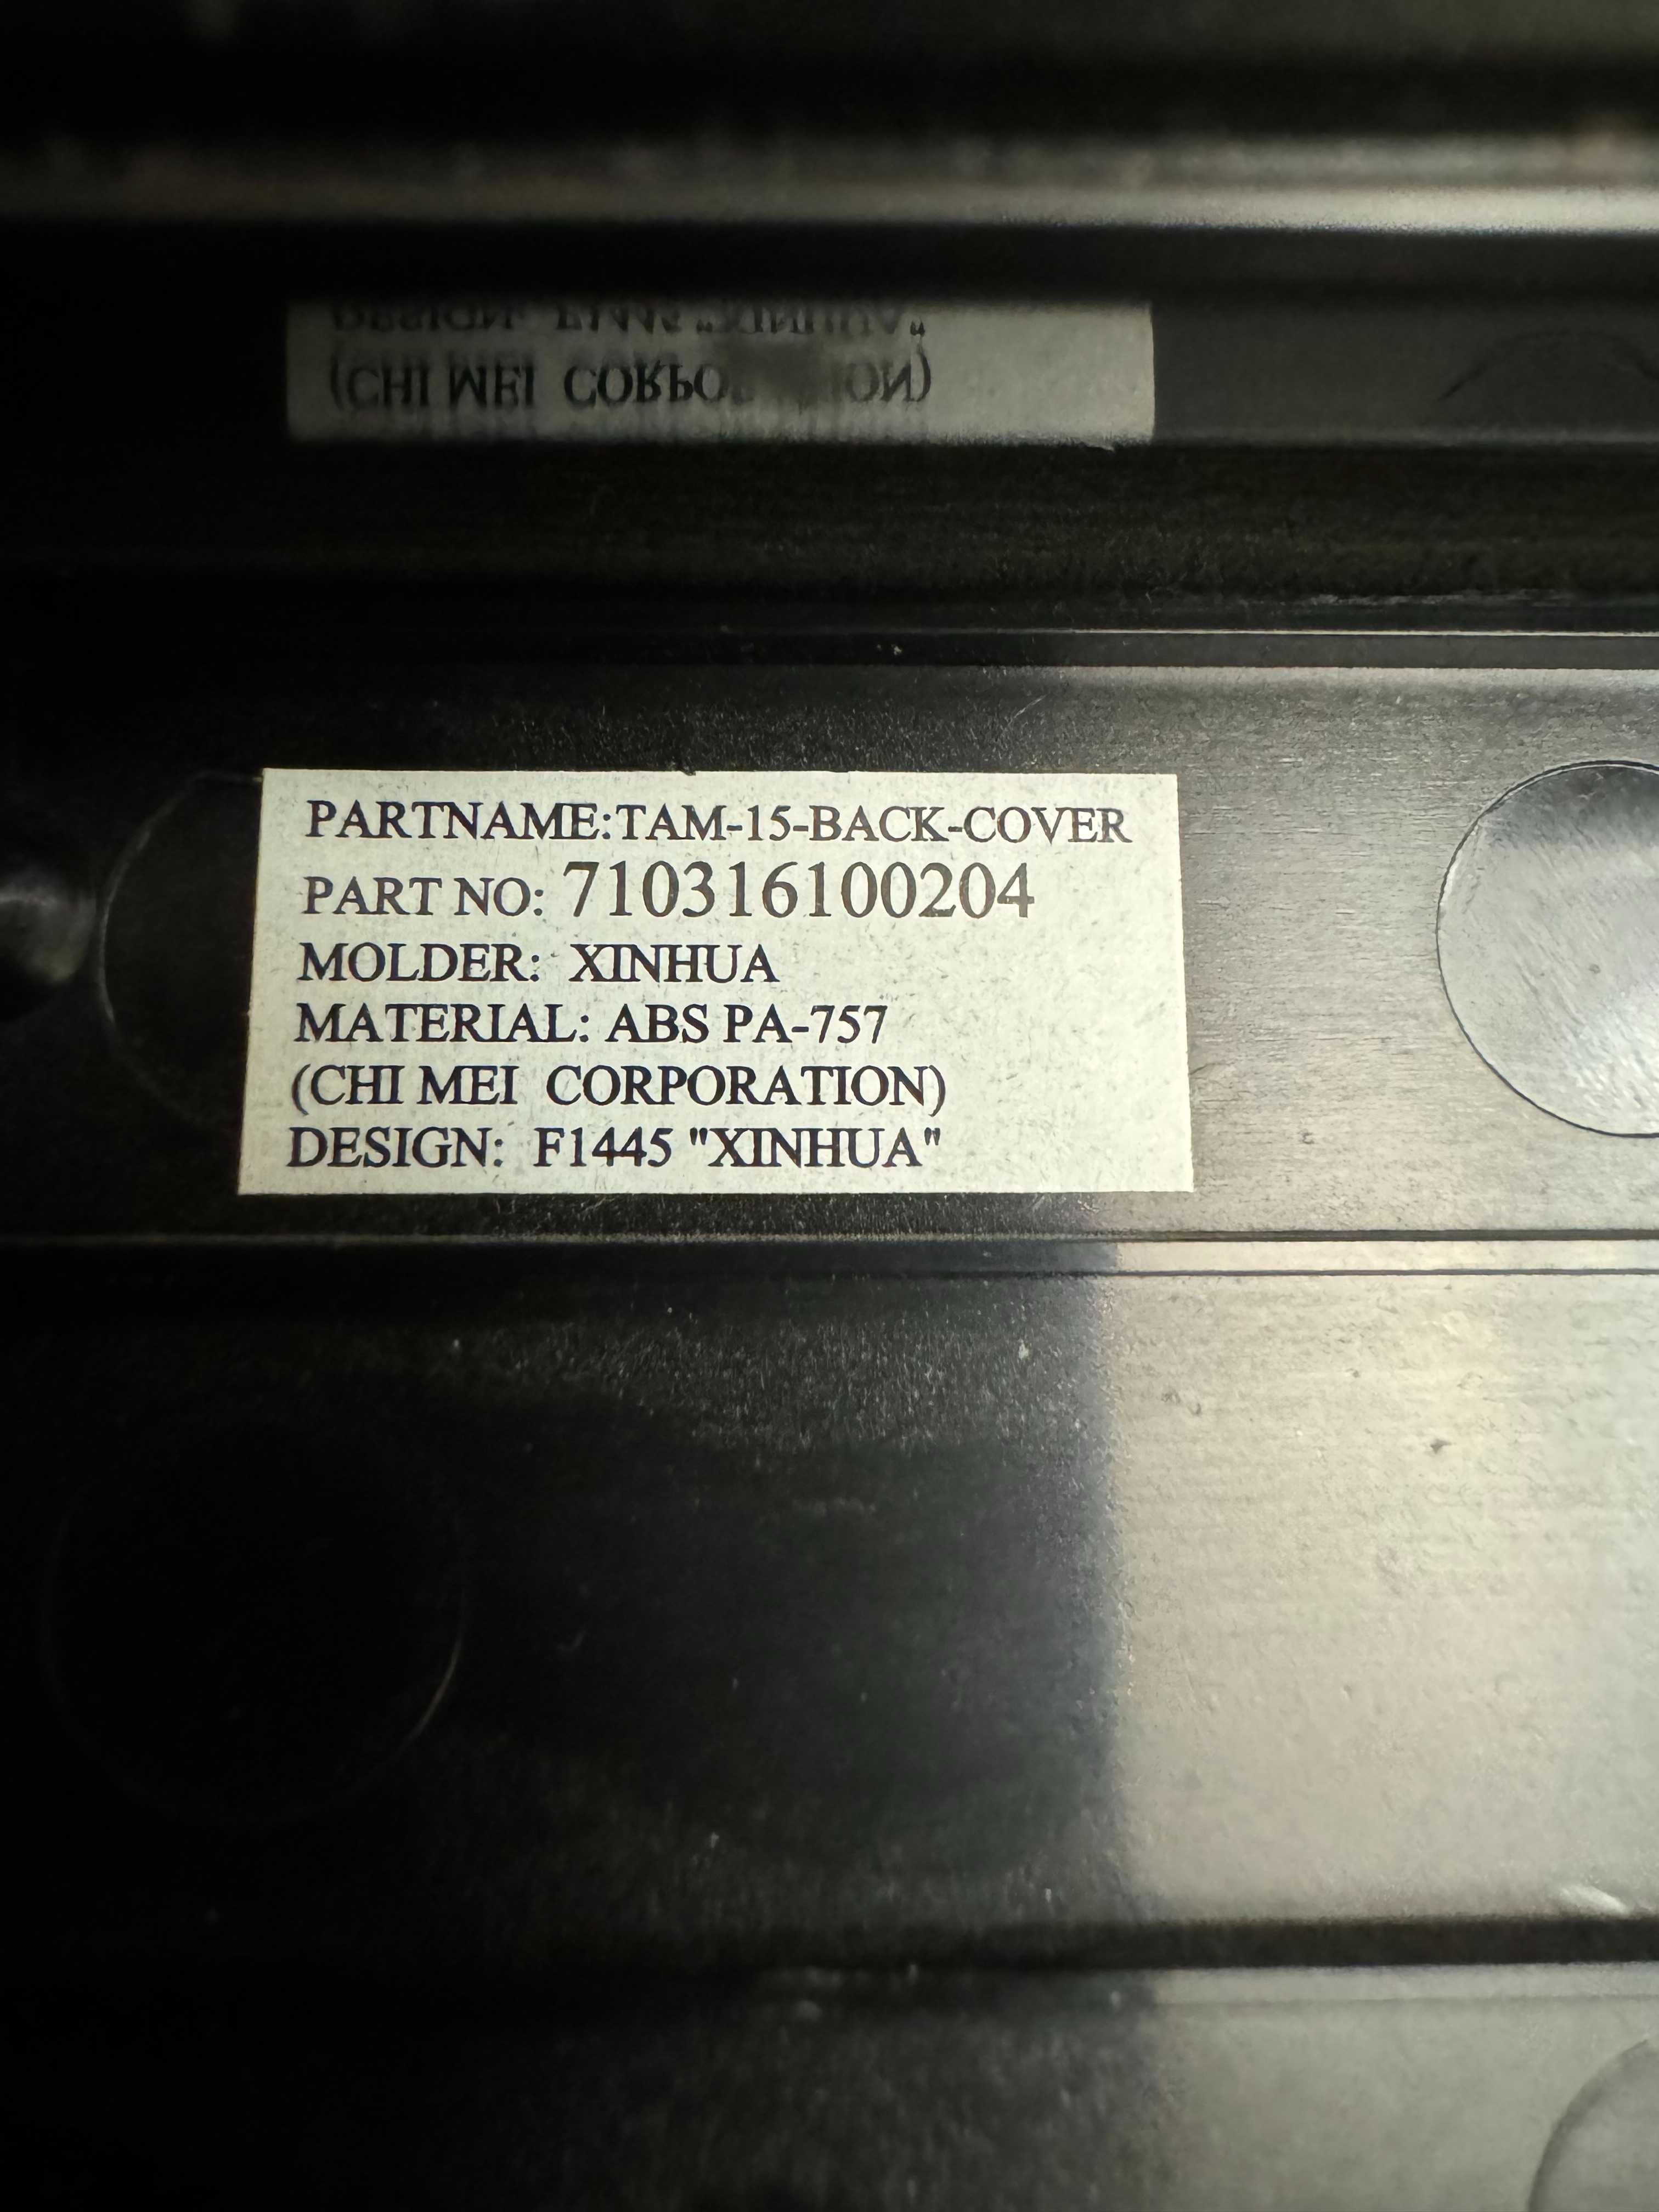 PARTNAME:TAM-15-BACK-COVER
PART NO: 710316100204
MOLDER: XINHUA
MATERIAL: ABS PA-757
(CHI MEI CORPORATION)
DESIGN: F1445 "XINHUA"